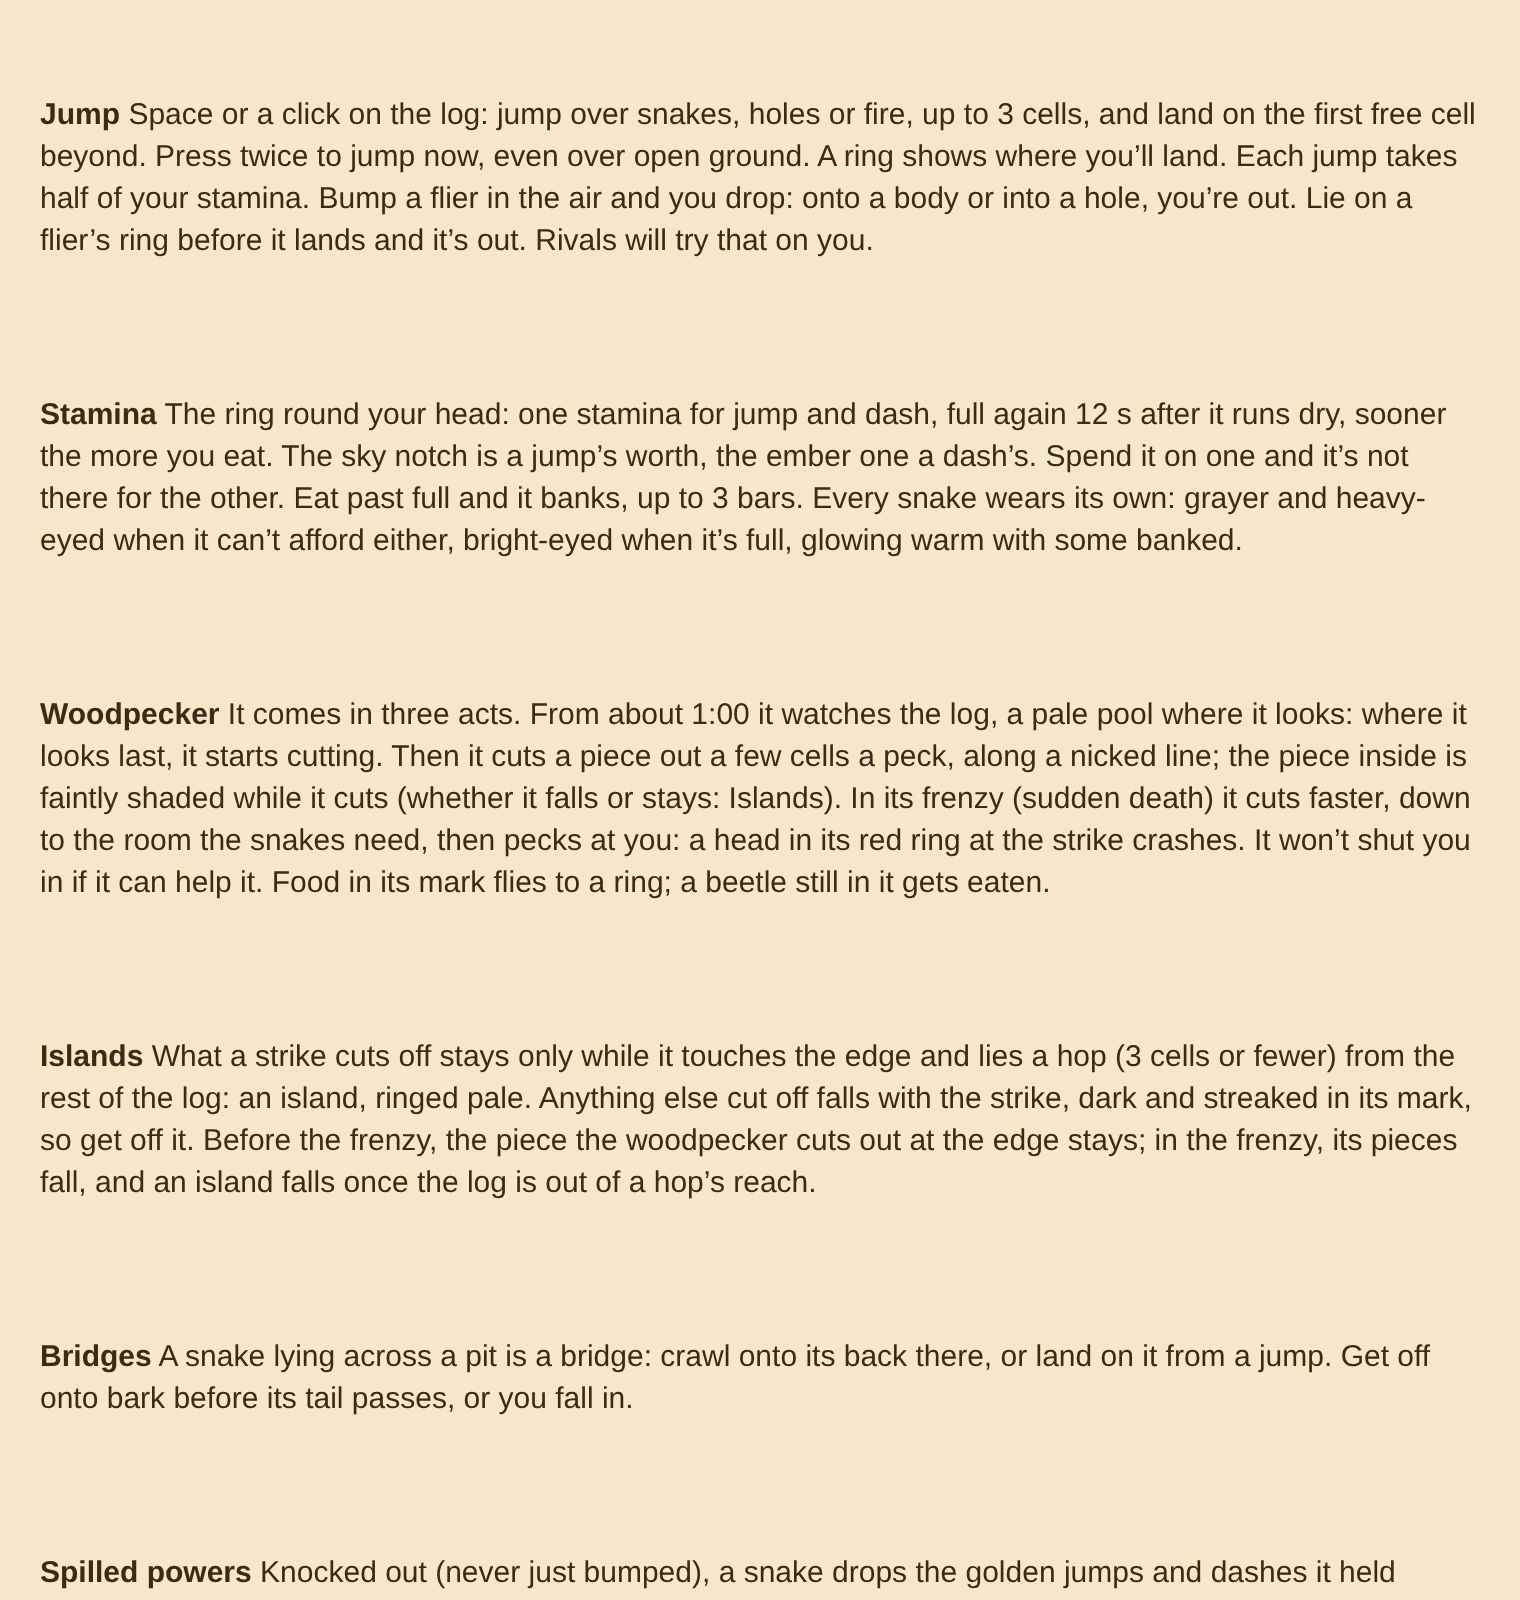 Jump Space or a click on the log: jump over snakes, holes or fire, up to 3 cells, and land on the first free cell
beyond. Press twice to jump now, even over open ground. A ring shows where you’ll land. Each jump takes
half of your stamina. Bump a flier in the air and you drop: onto a body or into a hole, you’re out. Lie on a
flier’s ring before it lands and it’s out. Rivals will try that on you.
Stamina The ring round your head: one stamina for jump and dash, full again 12 s after it runs dry, sooner
the more you eat. The sky notch is a jump’s worth, the ember one a dash’s. Spend it on one and it’s not
there for the other. Eat past full and it banks, up to 3 bars. Every snake wears its own: grayer and heavy-
eyed when it can’t afford either, bright-eyed when it’s full, glowing warm with some banked.
Woodpecker It comes in three acts. From about 1:00 it watches the log, a pale pool where it looks: where it
looks last, it starts cutting. Then it cuts a piece out a few cells a peck, along a nicked line; the piece inside is
faintly shaded while it cuts (whether it falls or stays: Islands). In its frenzy (sudden death) it cuts faster, down
to the room the snakes need, then pecks at you: a head in its red ring at the strike crashes. It won’t shut you
in if it can help it. Food in its mark flies to a ring; a beetle still in it gets eaten.
Islands What a strike cuts off stays only while it touches the edge and lies a hop (3 cells or fewer) from the
rest of the log: an island, ringed pale. Anything else cut off falls with the strike, dark and streaked in its mark,
so get off it. Before the frenzy, the piece the woodpecker cuts out at the edge stays; in the frenzy, its pieces
fall, and an island falls once the log is out of a hop’s reach.
Bridges A snake lying across a pit is a bridge: crawl onto its back there, or land on it from a jump. Get off
onto bark before its tail passes, or you fall in.
Spilled powers Knocked out (never just bumped), a snake drops the golden jumps and dashes it held